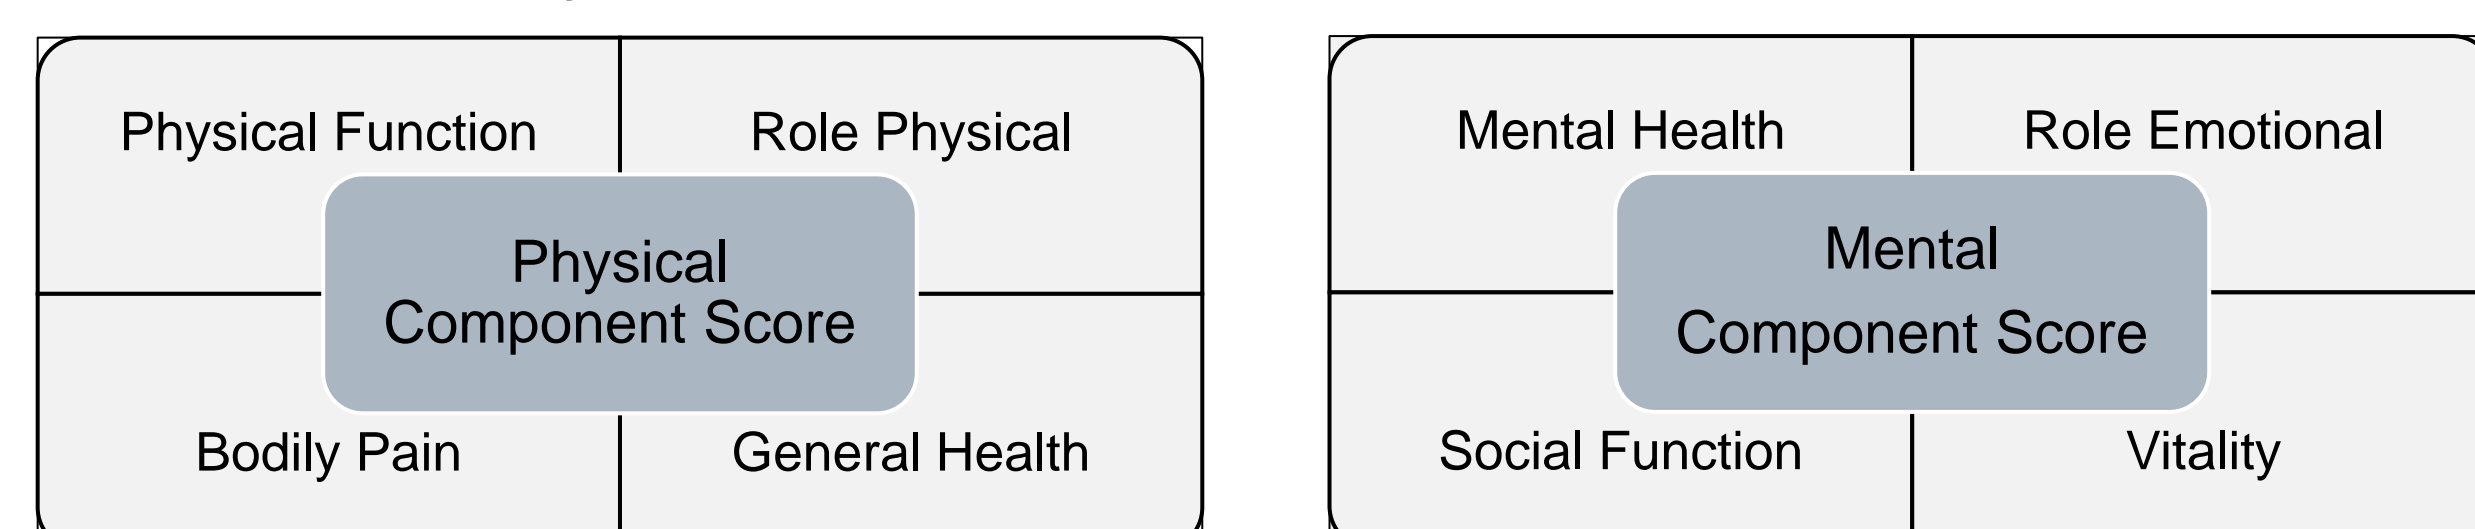 Physical Function
Role Physical
Physical
Component Score
Bodily Pain
General Health
Mental Health
Role Emotional
Mental
Component Score
Social Function
Vitality